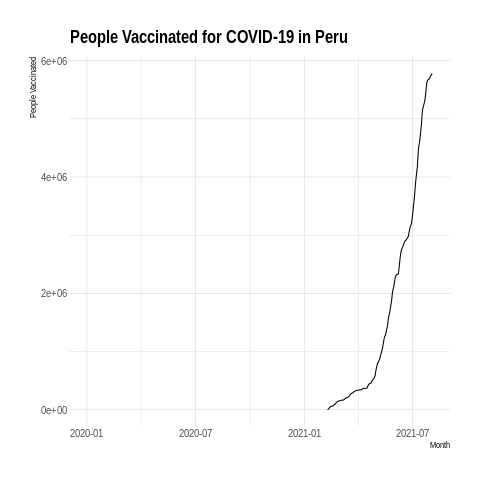 People Vaccinated for COVID-19 in Peru
People Vaccinated
6e+06
4e+06
2e+06
0e+00
2020-01 2020-07 2021-01 2021-07
Month